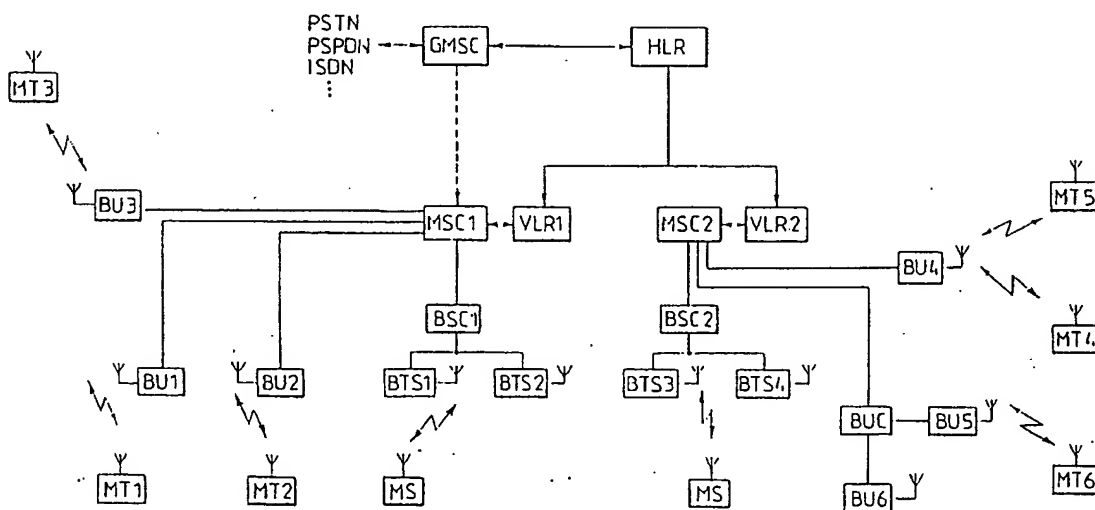 PSTN
PSPDN
ISDN
⋮
GMSC
HLR
MT3
BU3
MSC1
VLR1
MSC2
VLR2
MT5
BU4
MT4
BSC1
BSC2
BU1
BU2
BTS1
BTS2
BTS3
BTS4
BUC
BU5
MT1
MT2
MS
MS
BU6
MT6